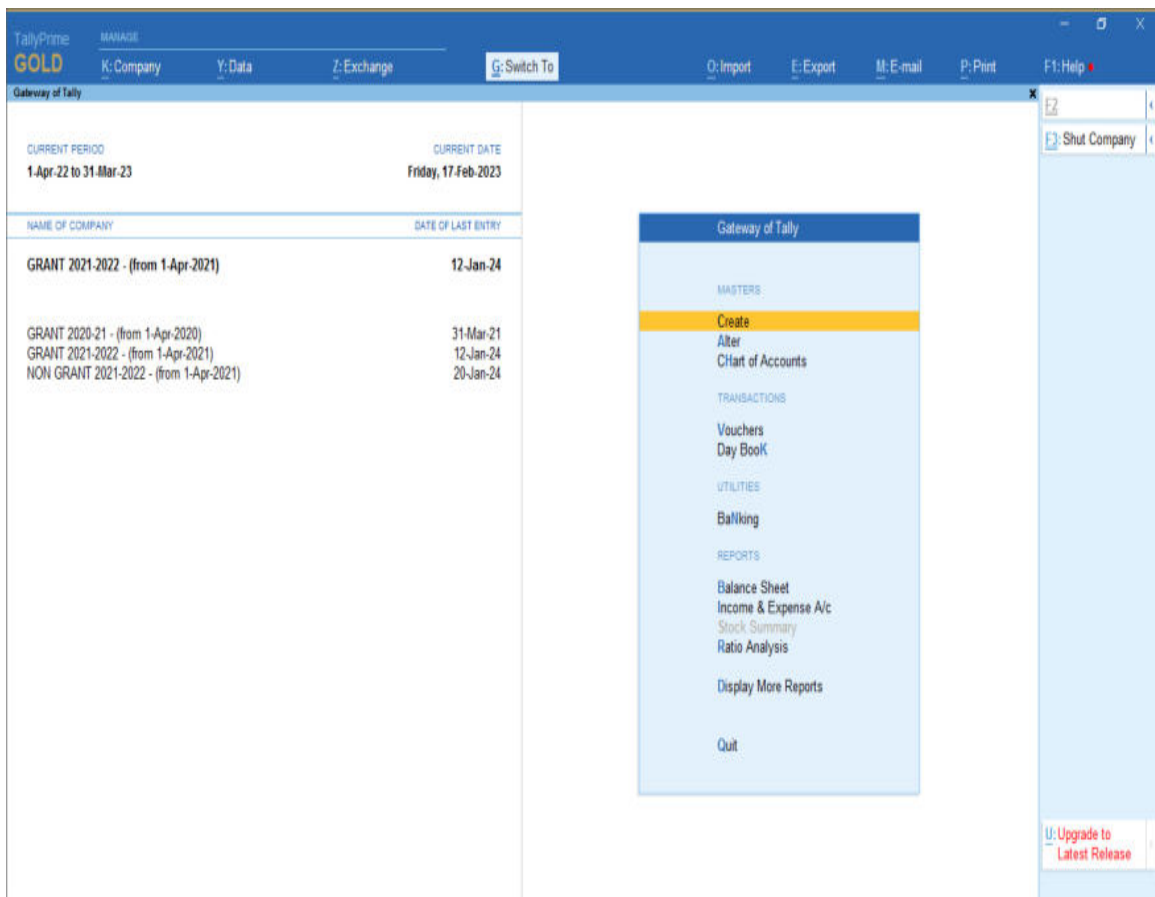 TallyPrime
GOLD
MANAGE
K: Company Y: Data Z: Exchange G: Switch To O: Import E: Export M: E-mail P: Print F1: Help
Gateway of Tally
CURRENT PERIOD CURRENT DATE
1-Apr-22 to 31-Mar-23 Friday, 17-Feb-2023
NAME OF COMPANY DATE OF LAST ENTRY
GRANT 2021-2022 - (from 1-Apr-2021) 12-Jan-24
GRANT 2020-21 - (from 1-Apr-2020) 31-Mar-21
GRANT 2021-2022 - (from 1-Apr-2021) 12-Jan-24
NON GRANT 2021-2022 - (from 1-Apr-2021) 20-Jan-24
Gateway of Tally
MASTERS
Create
Alter
CHart of Accounts
TRANSACTIONS
Vouchers
Day BooK
UTILITIES
BaNking
REPORTS
Balance Sheet
Income & Expense A/c
Stock Summary
Ratio Analysis
Display More Reports
Quit
F2
F3: Shut Company
U: Upgrade to
Latest Release